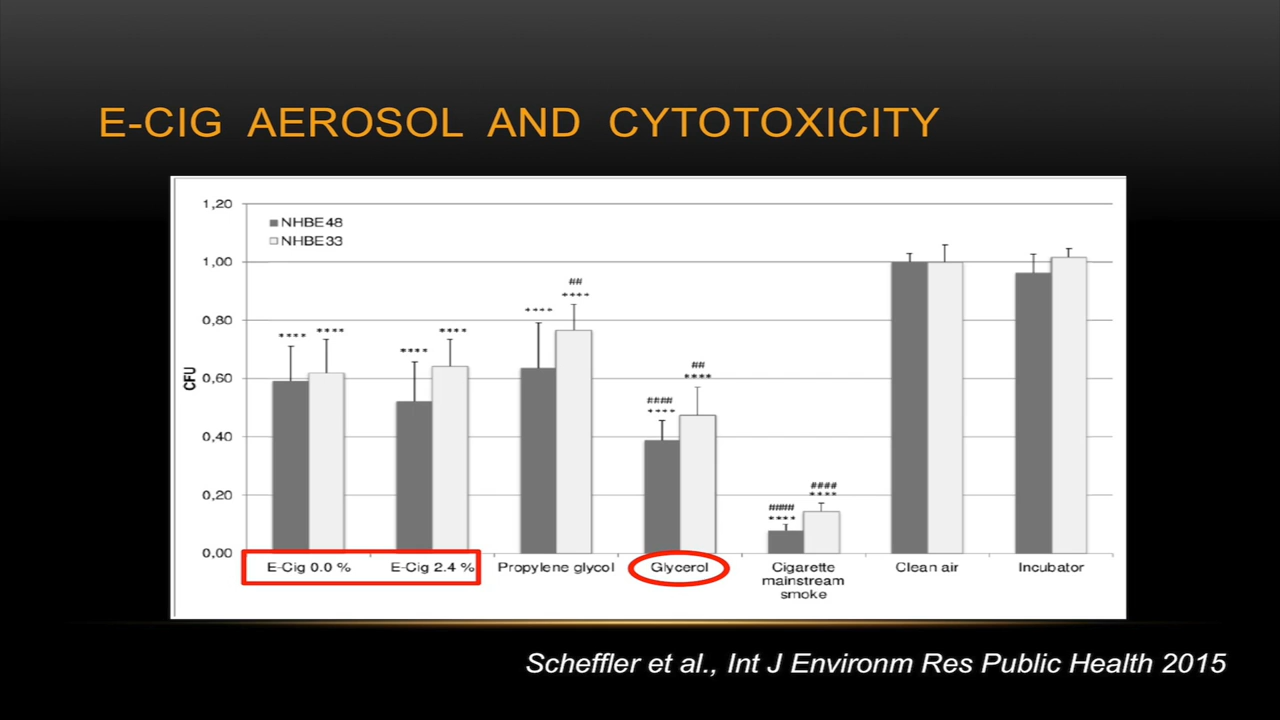 E-CIG AEROSOL AND CYTOTOXICITY
1,20
1,00
0,80
0,60
0,40
0,20
0,00
CFU
NHBE48
NHBE33
****
****
****
****
****
##
****
####
****
##
****
####
****
####
****
E-Cig 0.0 %
E-Cig 2.4 %
Propylene glycol
Glycerol
Cigarette
mainstream
smoke
Clean air
Incubator
Scheffler et al., Int J Environm Res Public Health 2015